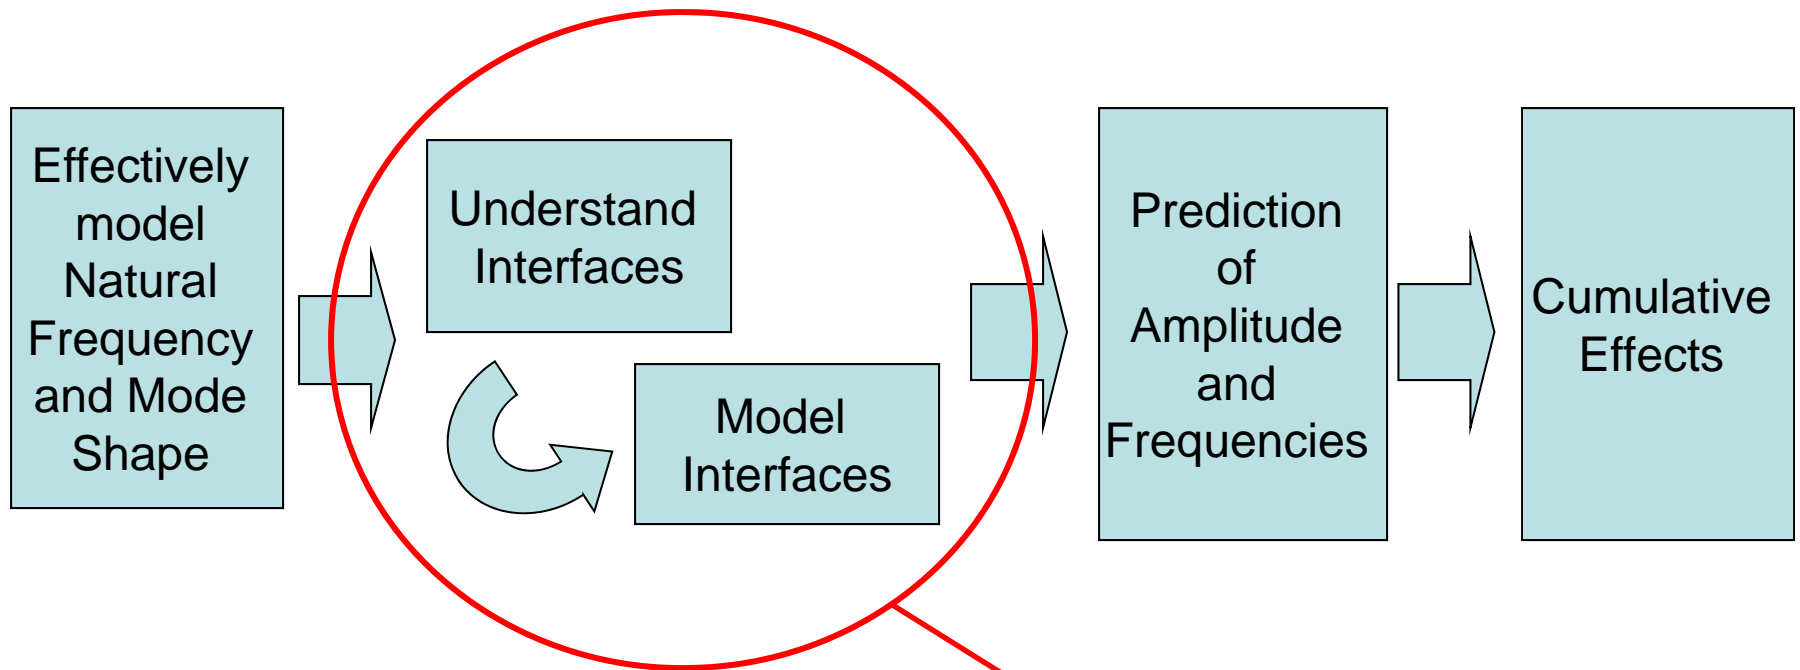 Effectively
model
Natural
Frequency
and Mode
Shape
Understand
Interfaces
Model
Interfaces
Prediction
of
Amplitude
and
Frequencies
Cumulative
Effects